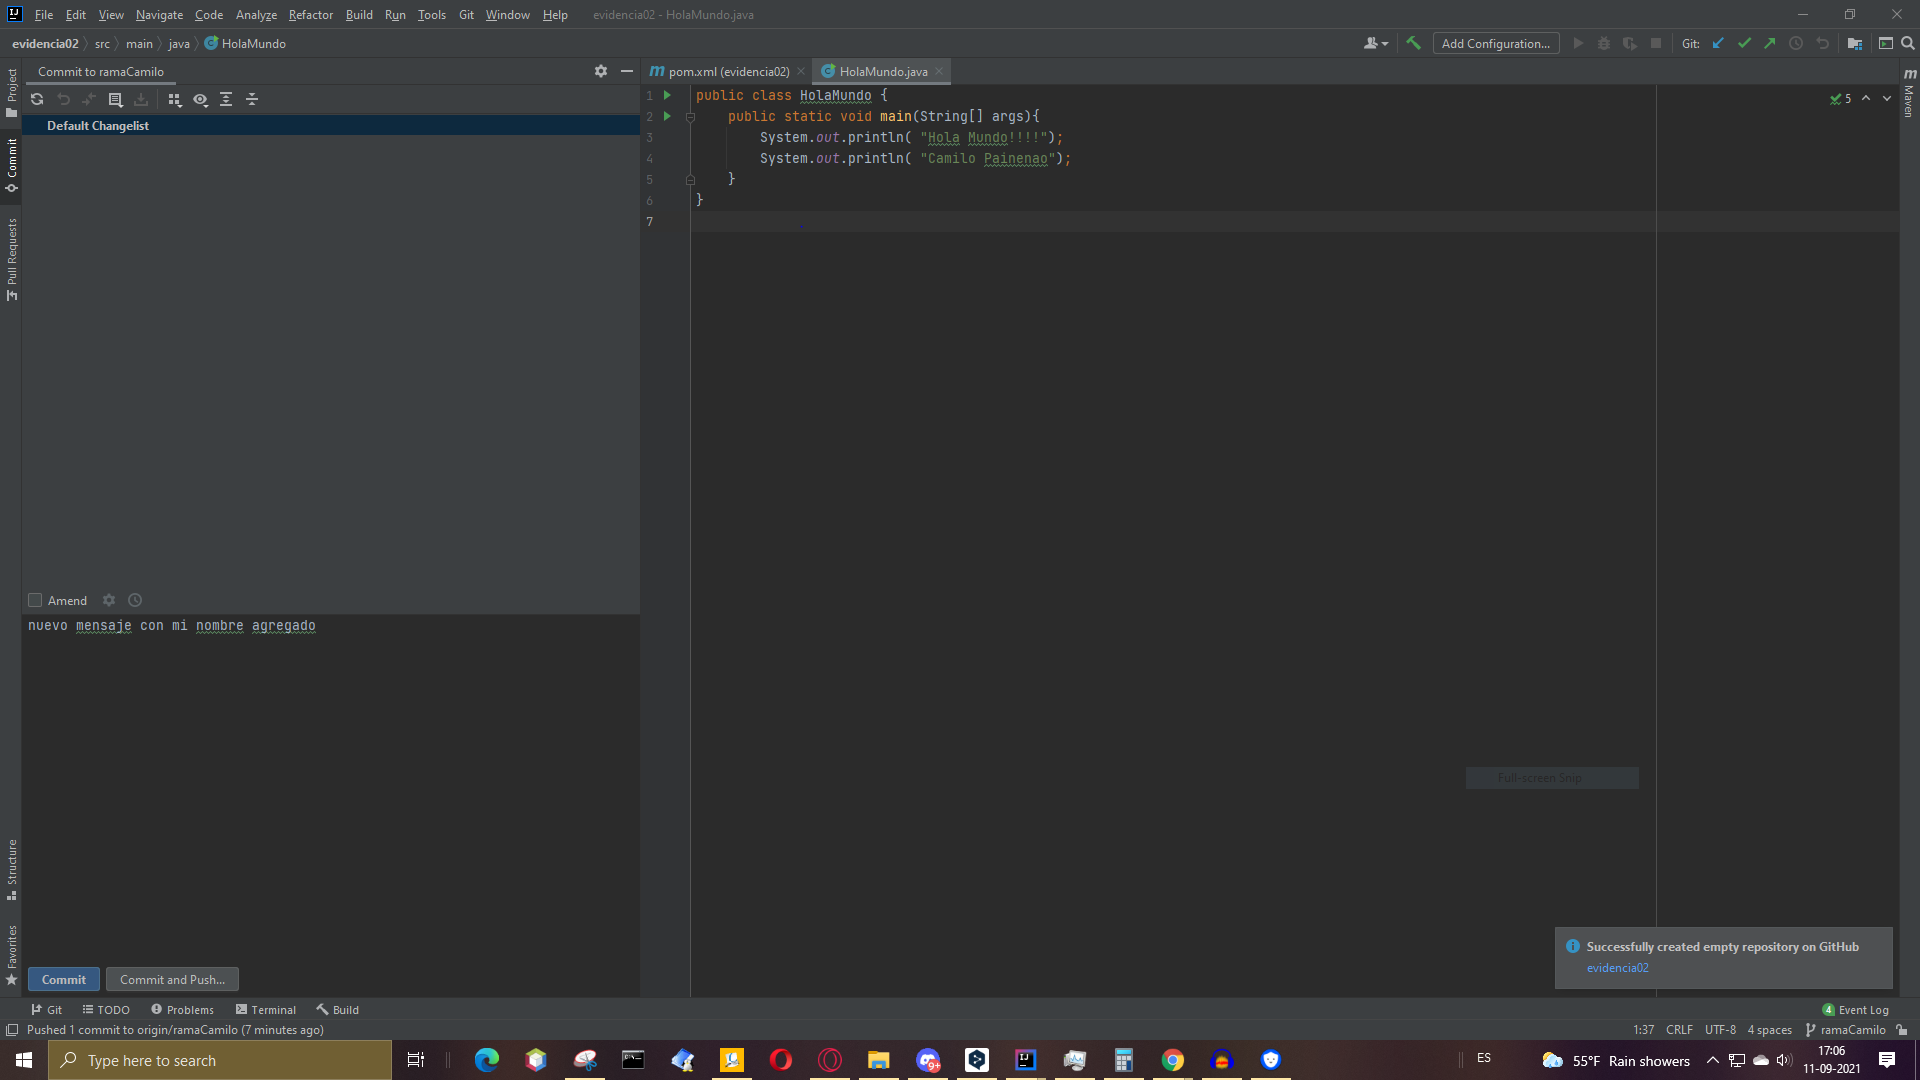 File Edit View Navigate Code Analyze Refactor Build Run Tools Git Window Help evidencia02 - HolaMundo.java
evidencia02 src main java HolaMundo
Add Configuration... Git:
Commit to ramaCamilo
pom.xml (evidencia02) HolaMundo.java
Default Changelist
5
1 public class HolaMundo {
2 public static void main(String[] args){
3 System.out.println( "Hola Mundo!!!!");
4 System.out.println( "Camilo Painenao");
5 }
6 }
7
Project
Commit
Pull Requests
Structure
Favorites
Maven
Amend
nuevo mensaje con mi nombre agregado
Full-screen Snip
Successfully created empty repository on GitHub
evidencia02
Commit Commit and Push...
Git TODO Problems Terminal Build 4 Event Log
Pushed 1 commit to origin/ramaCamilo (7 minutes ago) 1:37 CRLF UTF-8 4 spaces ramaCamilo
Type here to search 9+ ES 55°F Rain showers 17:06
11-09-2021